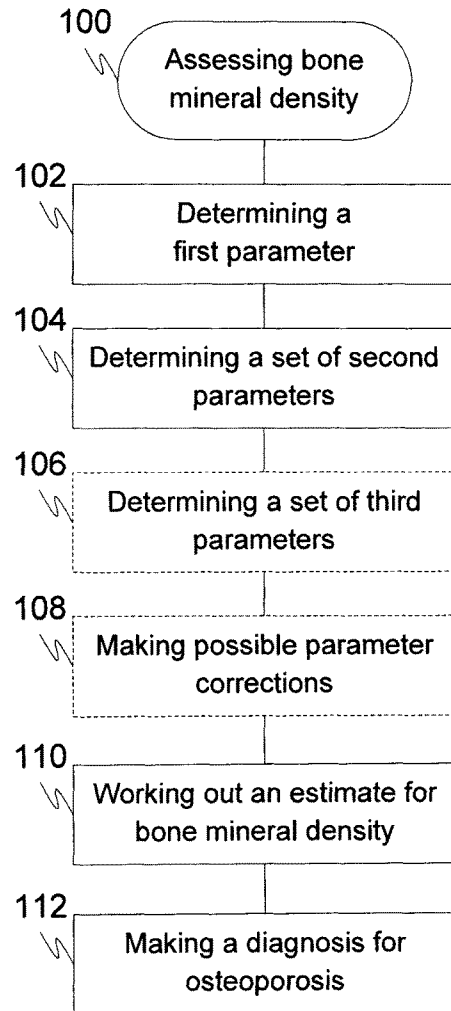 100
Assessing bone
mineral density
102
Determining a
first parameter
104
Determining a set of second
parameters
106
Determining a set of third
parameters
108
Making possible parameter
corrections
110
Working out an estimate for
bone mineral density
112
Making a diagnosis for
osteoporosis